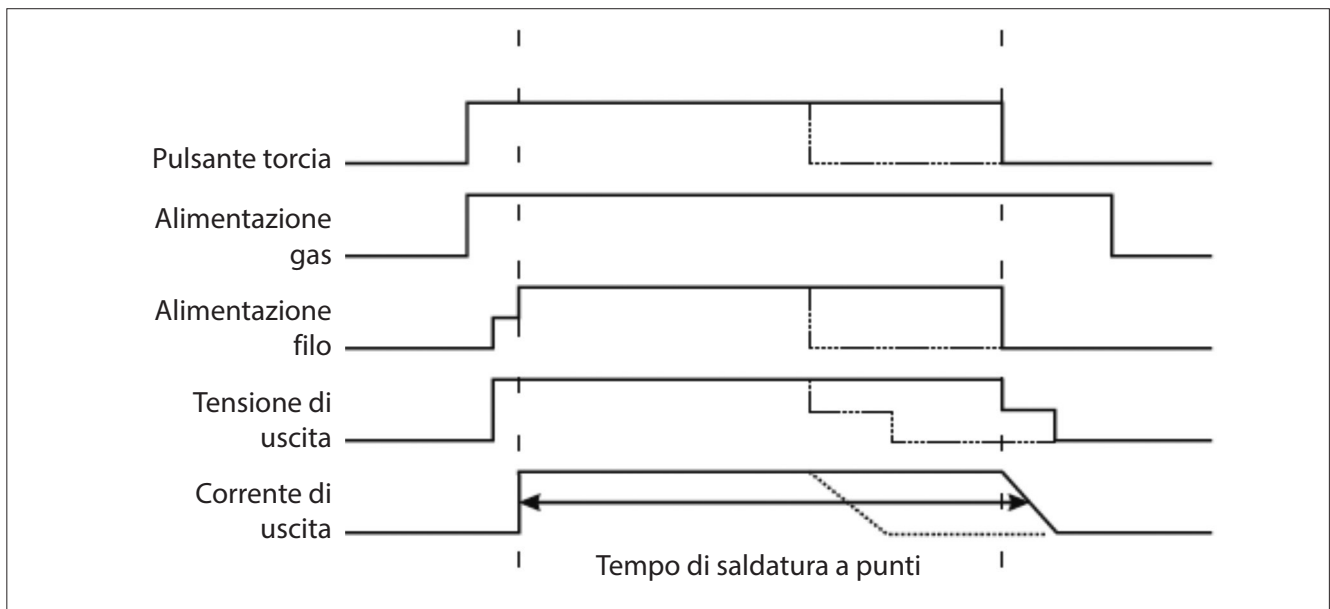 Pulsante torcia
Alimentazione
gas
Alimentazione
filo
Tensione di
uscita
Corrente di
uscita
Tempo di saldatura a punti